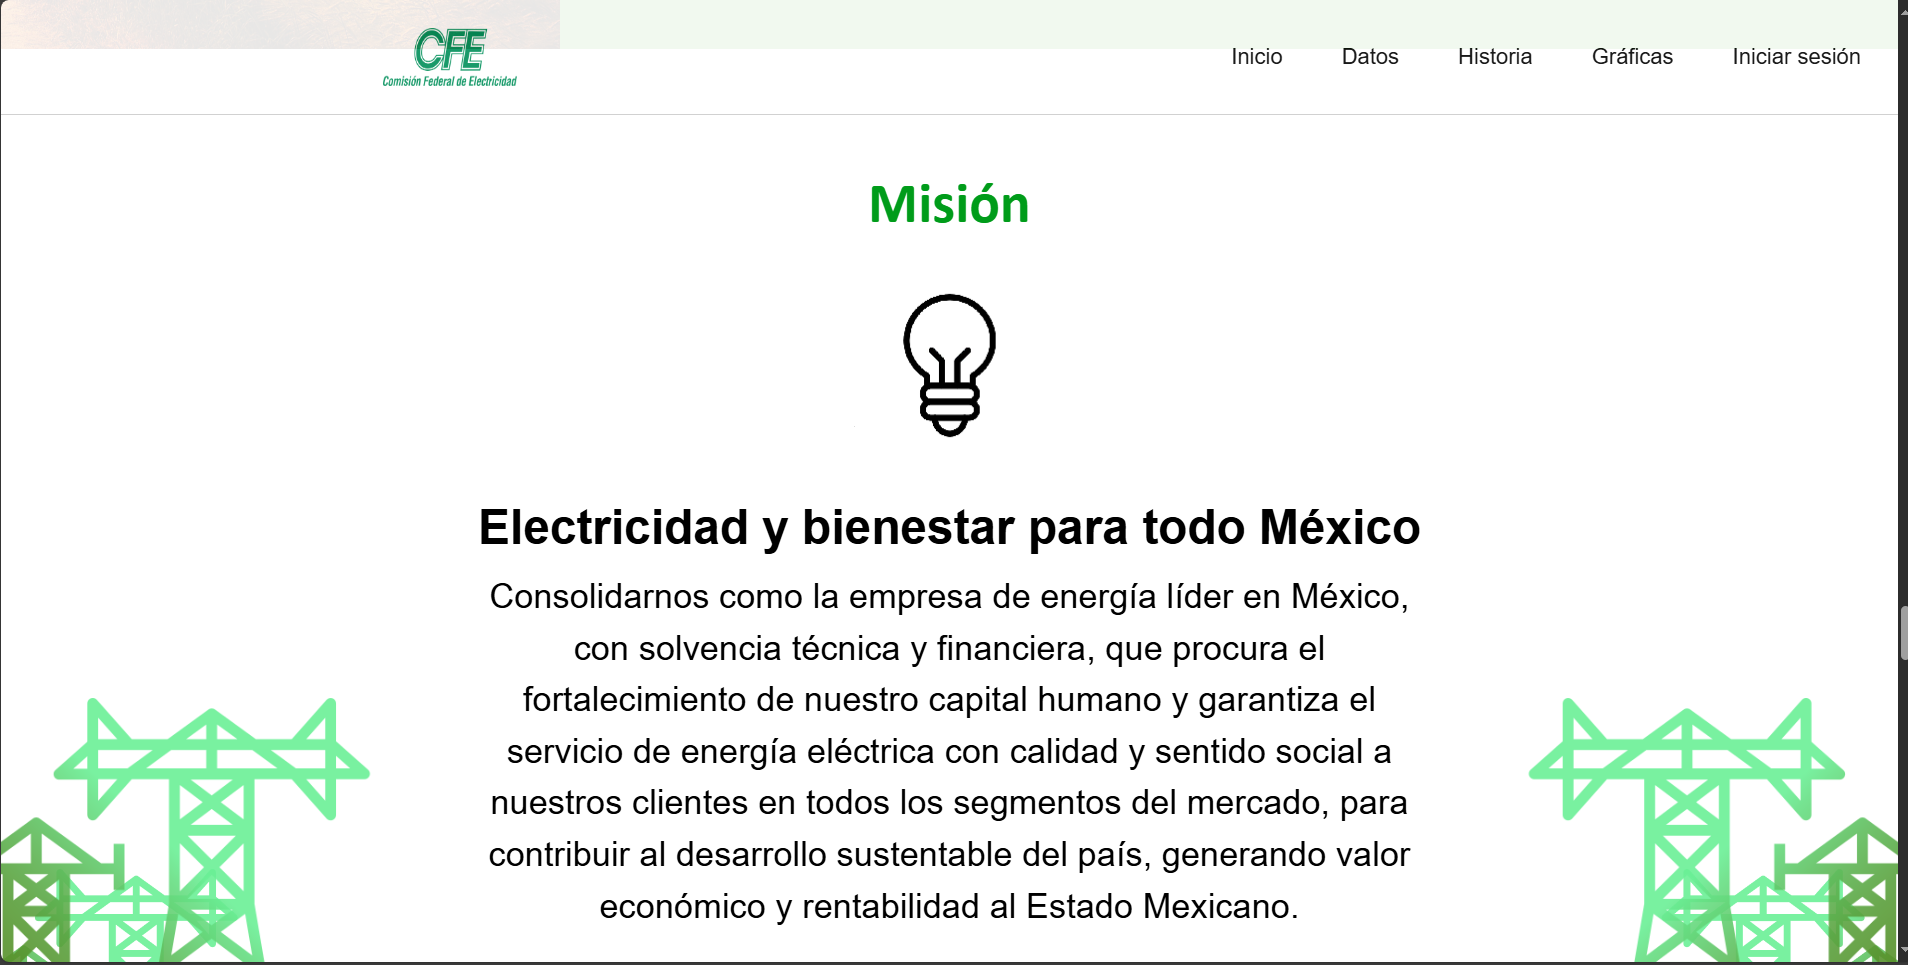 CFE
Comisión Federal de Electricidad
Inicio
Datos
Historia
Gráficas
Iniciar sesión
Misión
Electricidad y bienestar para todo México
Consolidarnos como la empresa de energía líder en México,
con solvencia técnica y financiera, que procura el
fortalecimiento de nuestro capital humano y garantiza el
servicio de energía eléctrica con calidad y sentido social a
nuestros clientes en todos los segmentos del mercado, para
contribuir al desarrollo sustentable del país, generando valor
económico y rentabilidad al Estado Mexicano.